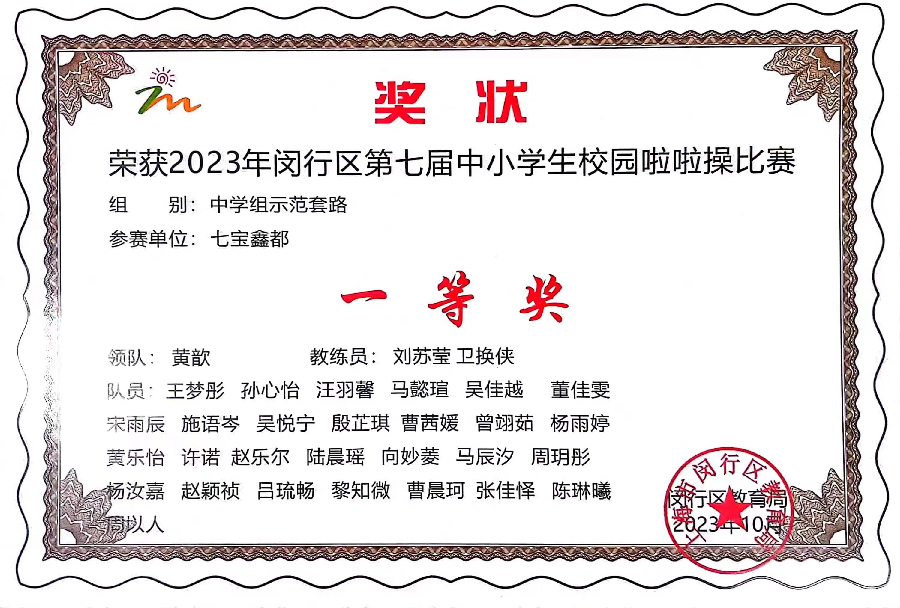 奖 状
荣获2023年闵行区第七届中小学生校园啦啦操比赛
组 别：中学组示范套路
参赛单位：七宝鑫都
一 等 奖
领队： 黄歆 教练员： 刘苏莹 卫换侠
队员：王梦彤 孙心怡 汪羽馨 马懿瑄 吴佳越 董佳雯
宋雨辰 施语岑 吴悦宁 殷芷琪 曹茜媛 曾翊茹 杨雨婷
黄乐怡 许诺 赵乐尔 陆晨瑶 向妙菱 马辰汐 周玥彤
杨汝嘉 赵颖祯 吕琉畅 黎知微 曹晨珂 张佳怿 陈琳曦
周以人
闵行区教育局
2023年10月
上海市闵行区教育局